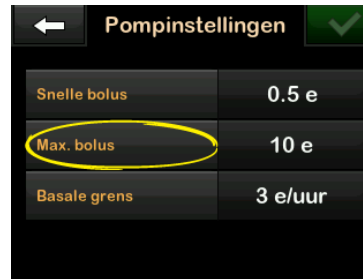 Pompinstellingen
Snelle bolus 0.5 e
Max. bolus 10 e
Basale grens 3 e/uur